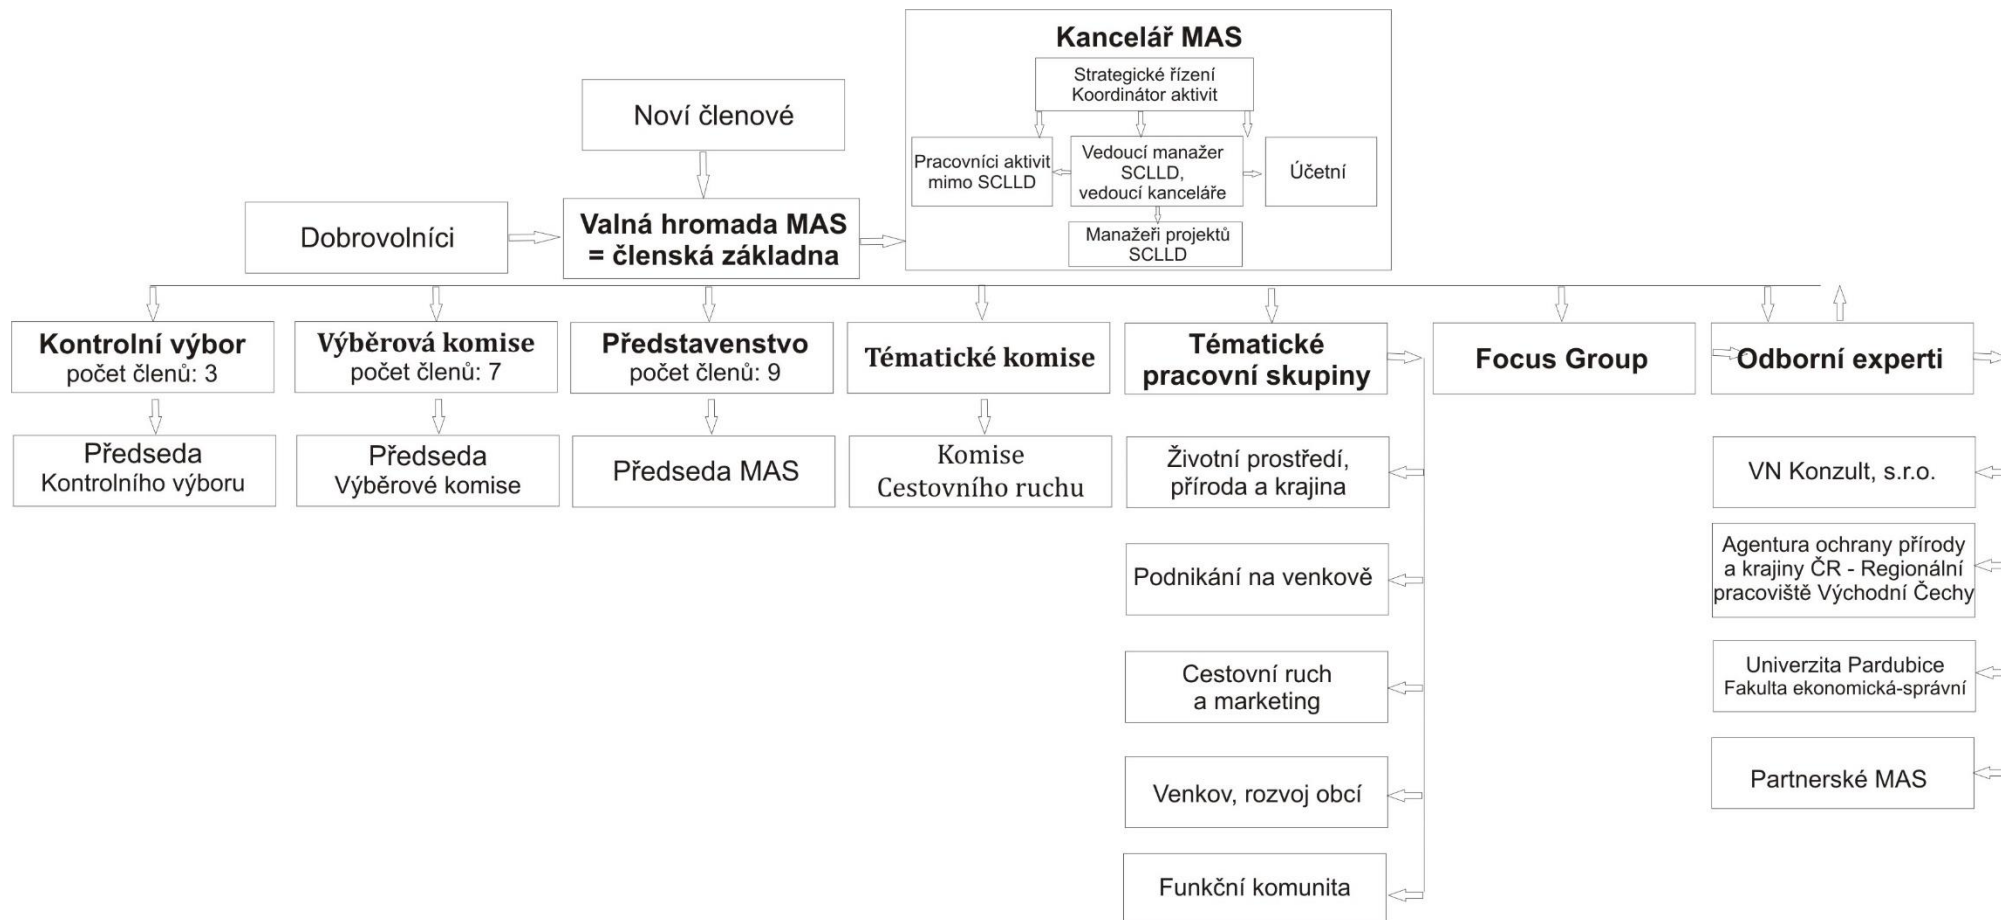 Kancelář MAS
Strategické řízení
Koordinátor aktivit
Noví členové
Pracovníci aktivit
mimo SCLLD
Vedoucí manažer
SCLLD,
vedoucí kanceláře
Účetní
Dobrovolníci
Valná hromada MAS
= členská základna
Manažeři projektů
SCLLD
Kontrolní výbor
počet členů: 3
Výběrová komise
počet členů: 7
Představenstvo
počet členů: 9
Tématické komise
Tématické
pracovní skupiny
Focus Group
Odborní experti
Předseda
Kontrolního výboru
Předseda
Výběrové komise
Předseda MAS
Komise
Cestovního ruchu
Životní prostředí,
příroda a krajina
VN Konzult, s.r.o.
Podnikání na venkově
Agentura ochrany přírody
a krajiny ČR - Regionální
pracoviště Východní Čechy
Cestovní ruch
a marketing
Univerzita Pardubice
Fakulta ekonomická-správní
Venkov, rozvoj obcí
Partnerské MAS
Funkční komunita